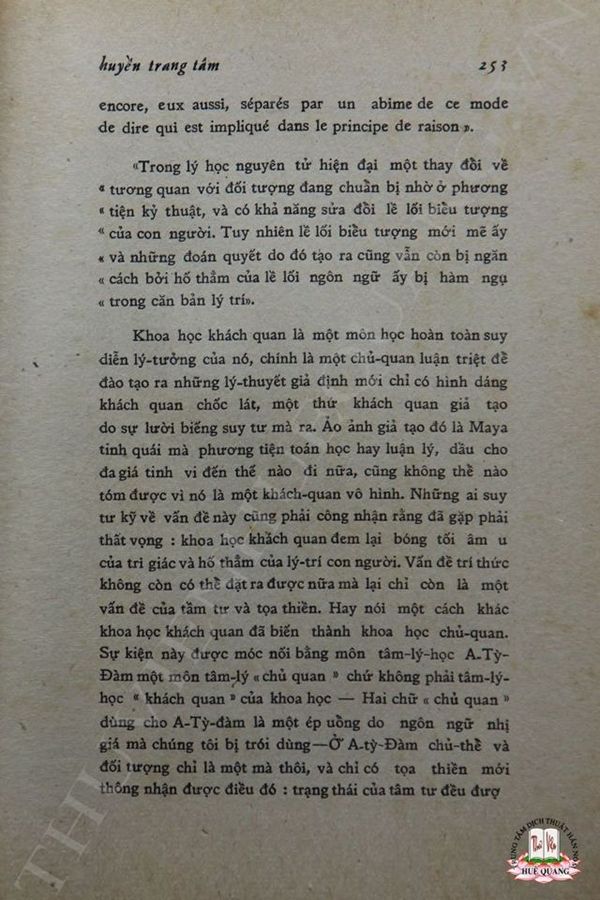 huyền trang tâm 253
encore, eux aussi, séparés par un abime de ce mode
de dire qui est impliqué dans le principe de raison ».
«Trong lý học nguyên tử hiện đại một thay đổi về
« tương quan với đối tượng đang chuẩn bị nhờ ở phương
« tiện kỷ thuật, và có khả năng sửa đổi lề lối biểu tượng
« của con người. Tuy nhiên lề lối biểu tượng mới mẽ ấy
« và những đoán quyết do đó tạo ra cũng vẫn còn bị ngăn
« cách bởi hố thẳm của lề lối ngôn ngữ ấy bị hàm ngụ
« trong căn bản lý trí».
Khoa học khách quan là một môn học hoàn toàn suy
diễn lý-tưởng của nó, chính là một chủ-quan luận triệt đề
đào tạo ra những lý-thuyết giả định mới chỉ có hình dáng
khách quan chốc lát, một thứ khách quan giả tạo
do sự lười biếng suy tư mà ra. Ảo ảnh giả tạo đó là Maya
tinh quái mà phương tiện toán học hay luận lý, dầu cho
đa giá tinh vi đến thế nào đi nữa, cũng không thể nào
tóm được vì nó là một khách-quan vô hình. Những ai suy
tư kỹ về vấn đề này cũng phải công nhận rằng đã gặp phải
thất vọng : khoa học khách quan đem lại bóng tối âm u
của tri giác và hố thẳm của lý-trí con người. Vấn đề trí thức
không còn có thể đặt ra được nữa mà lại chỉ còn là một
vấn đề của tầm tư và tọa thiền. Hay nói một cách khác
khoa học khách quan đã biến thành khoa học chủ-quan.
Sự kiện này được móc nối bằng môn tâm-lý-học A-Tỳ-
Đàm một môn tâm-lý « chủ quan » chứ không phải tâm-lý-
học « khách quan » của khoa học — Hai chữ « chủ quan »
dùng cho A-Tỳ-đàm là một ép uổng do ngôn ngữ nhị
giá mà chúng tôi bị trói dùng—Ở A-tỳ-Đàm chủ-thể và
đối tượng chỉ là một mà thôi, và chỉ có tọa thiền mới
thông nhận được điều đó : trạng thái của tâm tư đều đượ
TRUNG TÂM DỊCH THUẬT HÁN NÔM
HUỆ QUANG